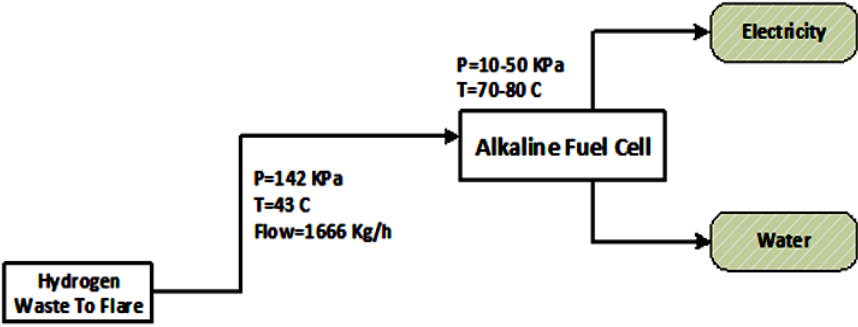 Electricity
P=10-50 KPa
T=70-80 C
Alkaline Fuel Cell
P=142 KPa
T=43 C
Flow=1666 Kg/h
Water
Hydrogen
Waste To Flare